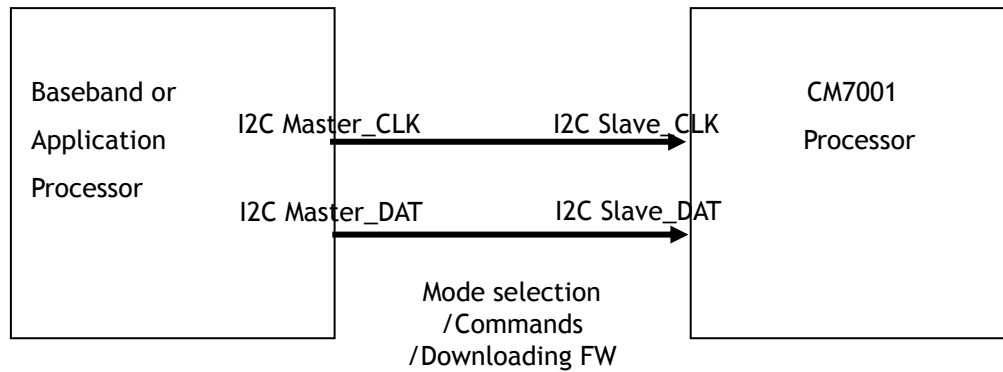 Baseband or
Application
Processor
I2C Master_CLK
I2C Slave_CLK
CM7001
Processor
I2C Master_DAT
I2C Slave_DAT
Mode selection
/Commands
/Downloading FW